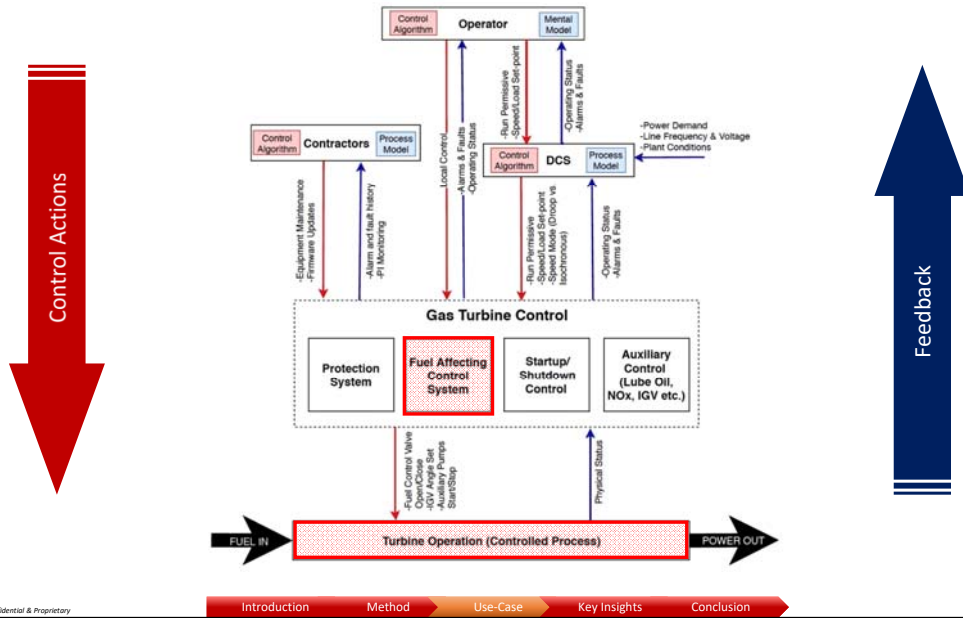 Control
Algorithm
Operator
Mental
Model
Control Actions
Feedback
-Run Permissive
-Speed/Load Set-point
-Operating Status
-Alarms & Faults
-Power Demand
-Line Frequency & Voltage
-Plant Conditions
Control
Algorithm
Contractors
Process
Model
Local Control
-Alarms & Faults
-Operating Status
Control
Algorithm
DCS
Process
Model
-Equipment Maintenance
-Firmware Updates
-Alarm and fault history
-PI Monitoring
-Run Permissive
-Speed/Load Set-point
-Speed Mode (Droop vs.
Isochronous)
-Operating Status
-Alarms & Faults
Gas Turbine Control
Protection
System
Fuel Affecting
Control
System
Startup/
Shutdown
Control
Auxiliary
Control
(Lube Oil,
NOx, IGV etc.)
-Fuel Control Valve
Open/Close
-IGV Angle Set
-Auxiliary Pumps
Start/Stop
Physical Status
FUEL IN
Turbine Operation (Controlled Process)
POWER OUT
fidential & Proprietary
Introduction
Method
Use-Case
Key Insights
Conclusion